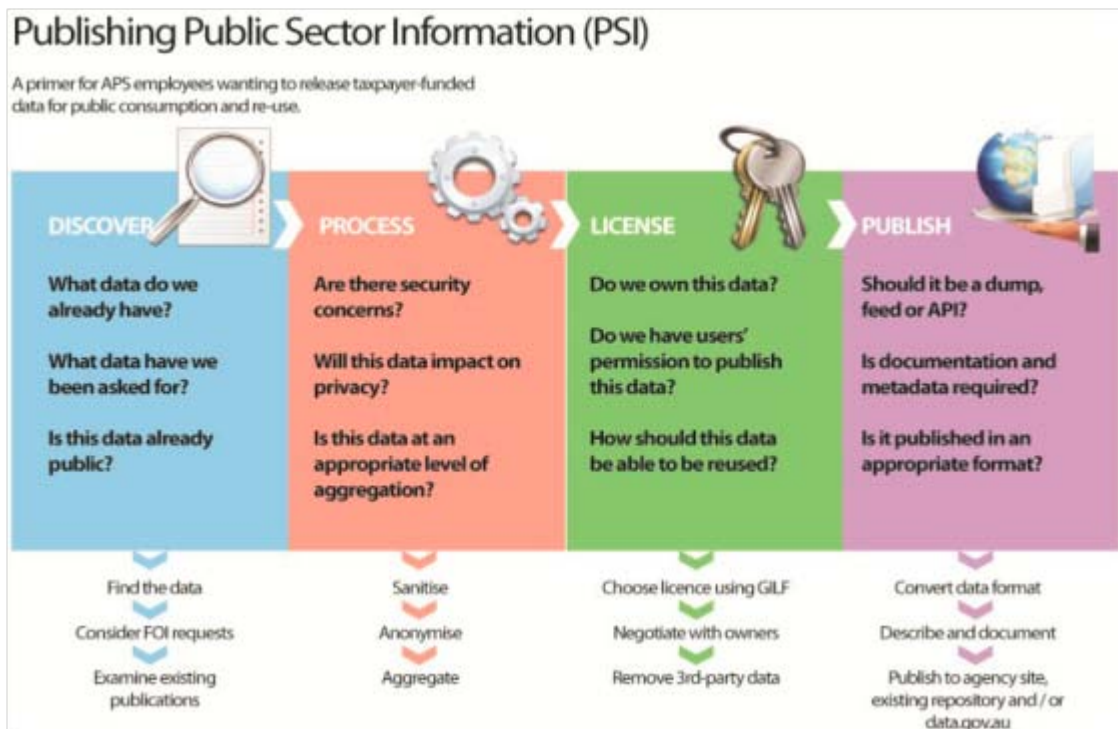 Publishing Public Sector Information (PSI)
A primer for APS employees wanting to release taxpayer-funded
data for public consumption and re-use.
DISCOVER
What data do we
already have?
What data have we
been asked for?
Is this data already
public?
Find the data
Consider FOI requests
Examine existing
publications
PROCESS
Are there security
concerns?
Will this data impact on
privacy?
Is this data at an
appropriate level of
aggregation?
Sanitise
Anonymise
Aggregate
LICENSE
Do we own this data?
Do we have users'
permission to publish
this data?
How should this data
be able to be reused?
Choose licence using GILF
Negotiate with owners
Remove 3rd-party data
PUBLISH
Should it be a dump,
feed or API?
Is documentation and
metadata required?
Is it published in an
appropriate format?
Convert data format
Describe and document
Publish to agency site,
existing repository and / or
data.gov.au